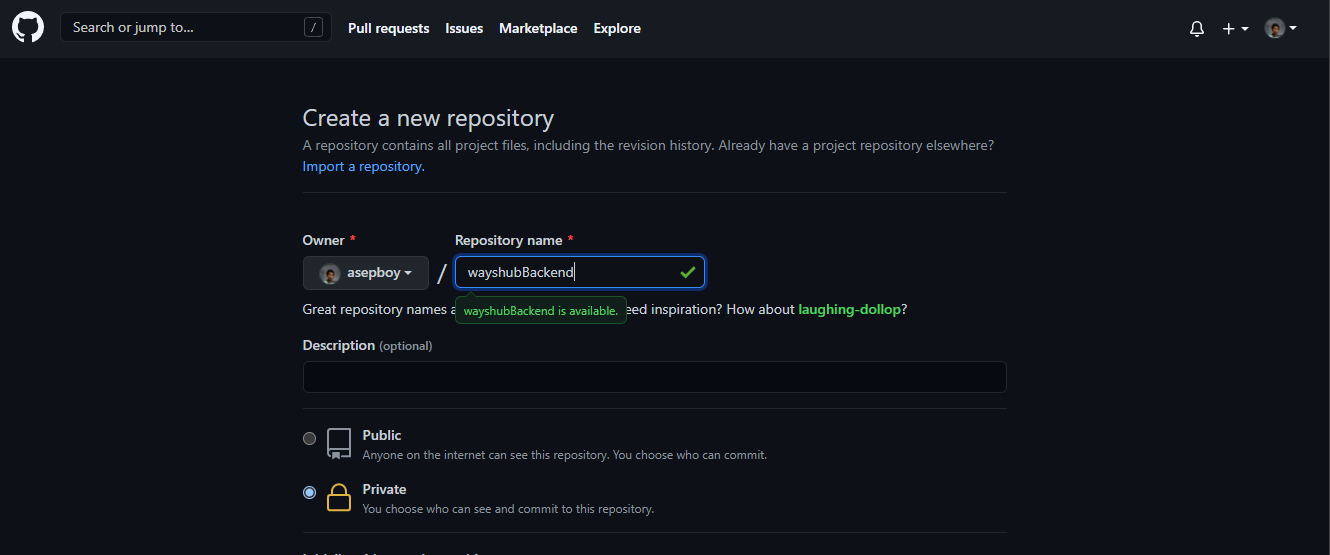 Search or jump to... / Pull requests Issues Marketplace Explore
Create a new repository
A repository contains all project files, including the revision history. Already have a project repository elsewhere?
Import a repository.
Owner * Repository name *
asepboy / wayshubBackend
Great repository names a eed inspiration? How about laughing-dollop?
wayshubBackend is available.
Description (optional)
Public
Anyone on the internet can see this repository. You choose who can commit.
Private
You choose who can see and commit to this repository.